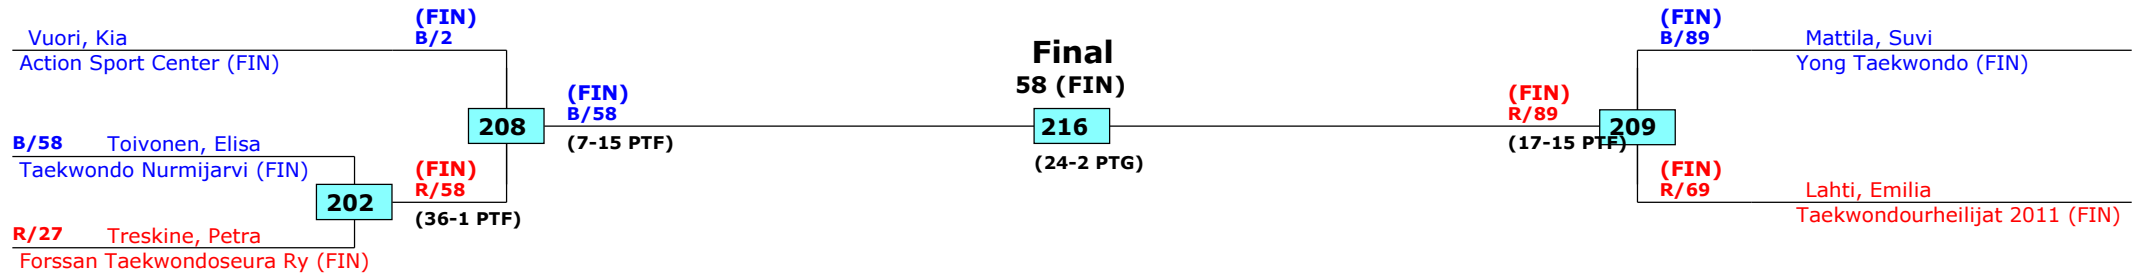 (FIN)
B/2
Vuori, Kia
Action Sport Center (FIN)
B/58 Toivonen, Elisa
Taekwondo Nurmijarvi (FIN)
R/27 Treskine, Petra
Forssan Taekwondoseura Ry (FIN)
202
(FIN)
R/58
(36-1 PTF)
208
(FIN)
B/58
(7-15 PTF)
Final
58 (FIN)
216
(24-2 PTG)
(FIN)
R/89
(17-15 PTF)
209
(FIN)
B/89
Mattila, Suvi
Yong Taekwondo (FIN)
(FIN)
R/69
Lahti, Emilia
Taekwondourheilijat 2011 (FIN)